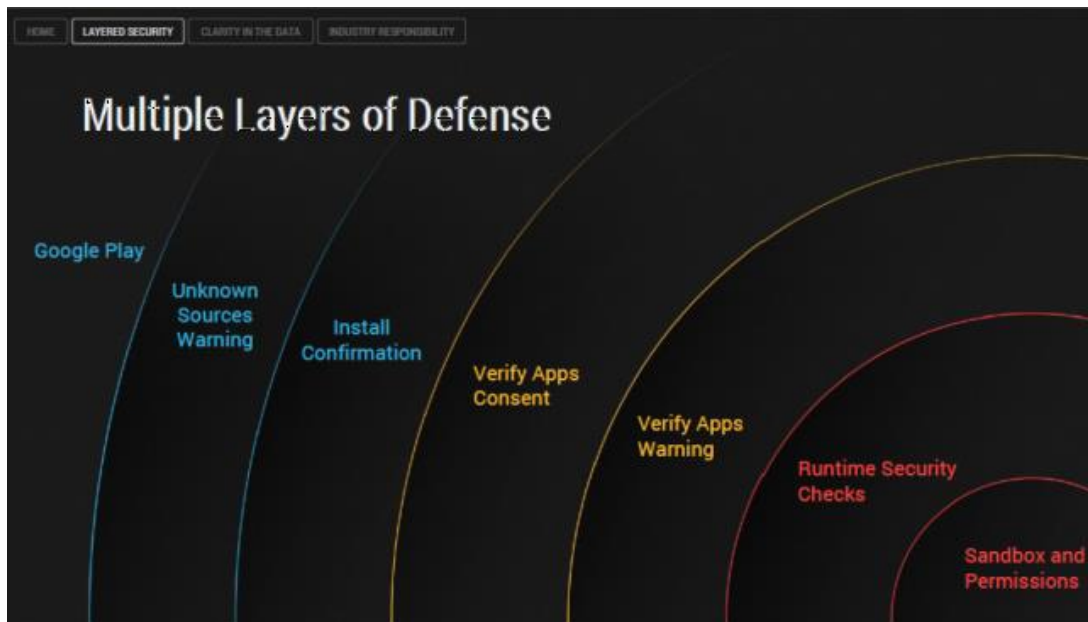 HOME LAYERED SECURITY CLARITY IN THE DATA INDUSTRY RESPONSIBILITY
Multiple Layers of Defense
Google Play
Unknown
Sources
Warning
Install
Confirmation
Verify Apps
Consent
Verify Apps
Warning
Runtime Security
Checks
Sandbox and
Permissions